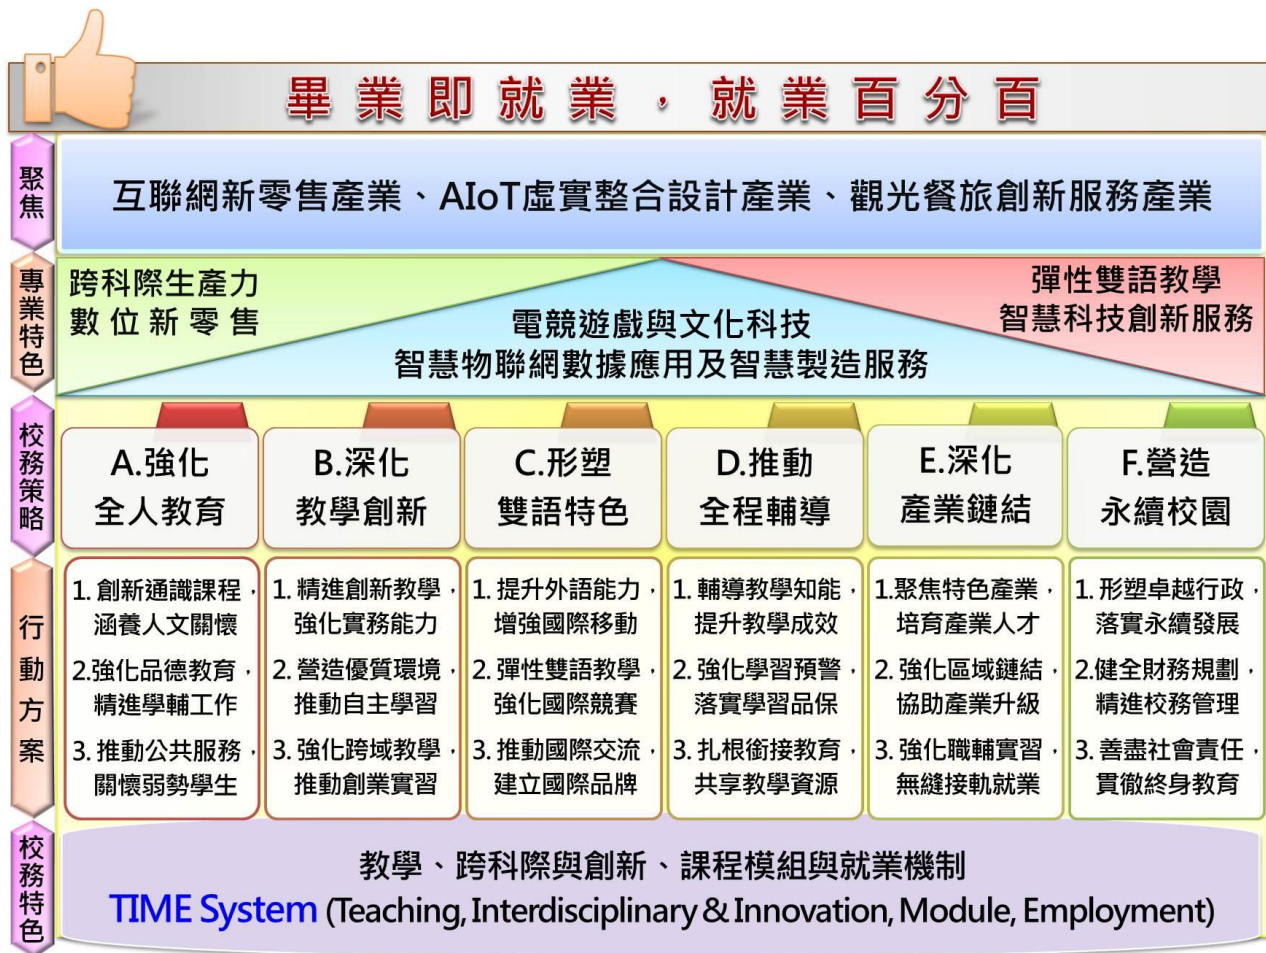 畢業即就業，就業百分百
聚焦
互聯網新零售產業、AIoT虛實整合設計產業、觀光餐旅創新服務產業
專業特色
跨科際生產力
數位新零售
電競遊戲與文化科技
智慧物聯網數據應用及智慧製造服務
彈性雙語教學
智慧科技創新服務
校務策略
A.強化
全人教育
B.深化
教學創新
C.形塑
雙語特色
D.推動
全程輔導
E.深化
產業鏈結
F.營造
永續校園
行動方案
1. 創新通識課程，
涵養人文關懷
2.強化品德教育，
精進學輔工作
3. 推動公共服務，
關懷弱勢學生
1. 精進創新教學，
強化實務能力
2. 營造優質環境，
推動自主學習
3. 強化跨域教學，
推動創業實習
1. 提升外語能力，
增強國際移動
2. 彈性雙語教學，
強化國際競賽
3. 推動國際交流，
建立國際品牌
1. 輔導教學知能，
提升教學成效
2. 強化學習預警，
落實學習品保
3. 扎根銜接教育，
共享教學資源
1.聚焦特色產業，
培育產業人才
2. 強化區域鏈結，
協助產業升級
3. 強化職輔實習，
無縫接軌就業
1. 形塑卓越行政，
落實永續發展
2.健全財務規劃，
精進校務管理
3. 善盡社會責任，
貫徹終身教育
校務特色
教學、跨科際與創新、課程模組與就業機制
TIME System (Teaching, Interdisciplinary & Innovation, Module, Employment)